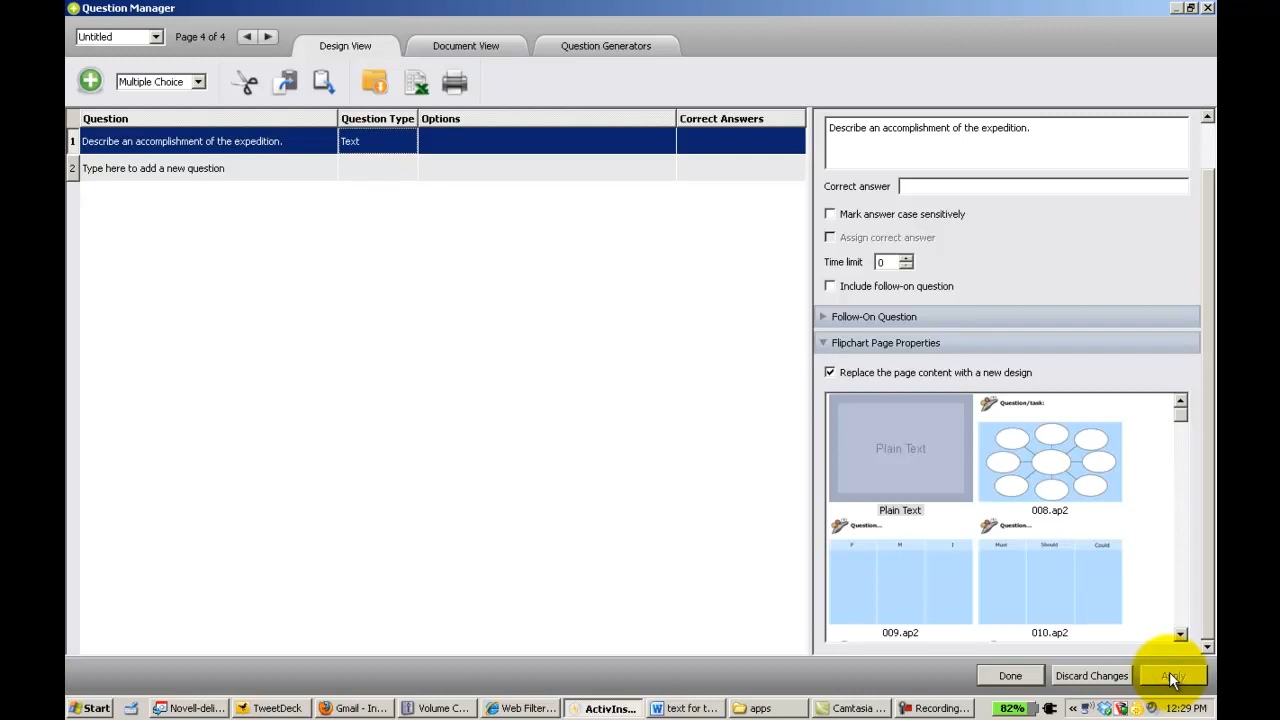 Question Manager
Untitled Page 4 of 4
Design View Document View Question Generators
Multiple Choice
Question Question Type Options Correct Answers
1 Describe an accomplishment of the expedition. Text
2 Type here to add a new question
Describe an accomplishment of the expedition.
Correct answer
Mark answer case sensitively
Assign correct answer
Time limit 0
Include follow-on question
Follow-On Question
Flipchart Page Properties
Replace the page content with a new design
Question/task:
Plain Text
Plain Text 008.ap2
Question... Question...
P M I Must Should Could
009.ap2 010.ap2
Done Discard Changes Apply
Start Novell-deli... TweetDeck Gmail - In... Volume C... Web Filter... ActivIns... text for t... apps Camtasia ... Recording... 82% « 12:29 PM